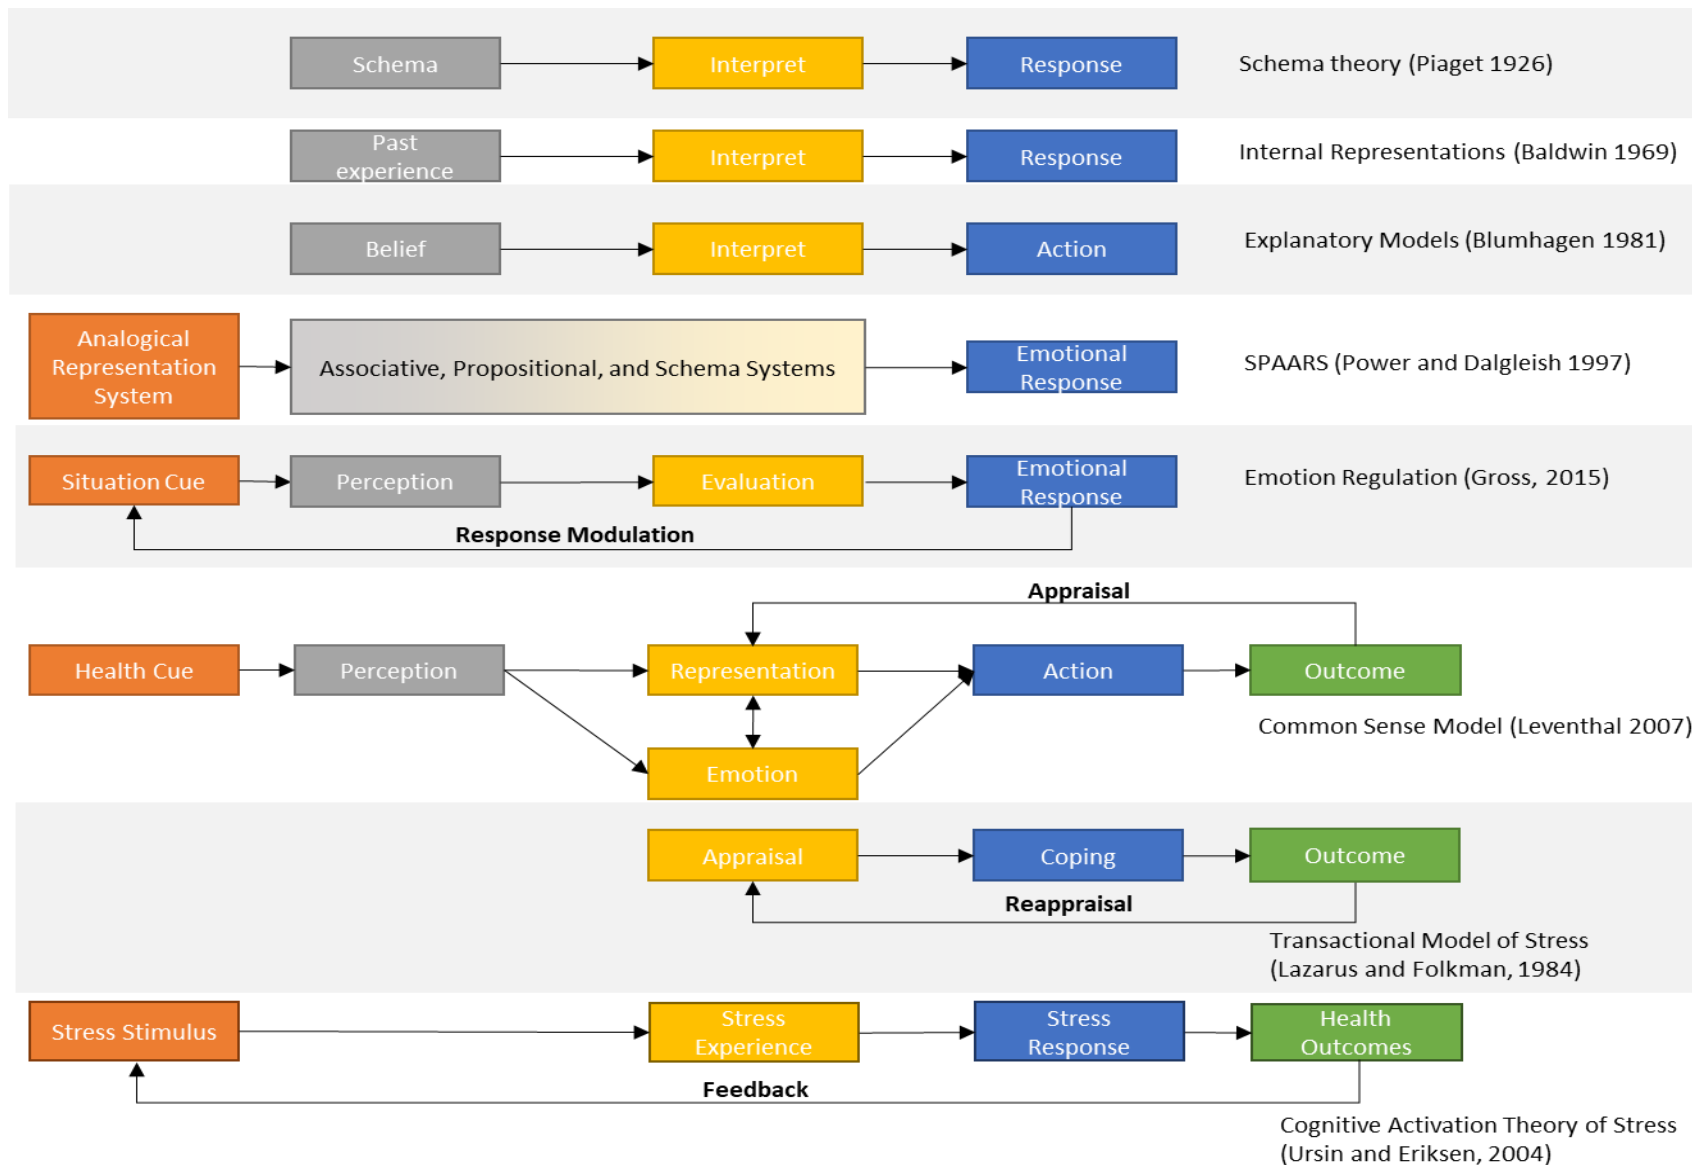 Schema
Interpret
Response
Schema theory (Piaget 1926)
Past
experience
Interpret
Response
Internal Representations (Baldwin 1969)
Belief
Interpret
Action
Explanatory Models (Blumhagen 1981)
Analogical
Representation
System
Associative, Propositional, and Schema Systems
Emotional
Response
SPAARS (Power and Dalgleish 1997)
Situation Cue
Perception
Evaluation
Emotional
Response
Emotion Regulation (Gross, 2015)
Response Modulation
Appraisal
Health Cue
Perception
Representation
Action
Outcome
Common Sense Model (Leventhal 2007)
Emotion
Appraisal
Coping
Outcome
Reappraisal
Transactional Model of Stress
(Lazarus and Folkman, 1984)
Stress Stimulus
Stress
Experience
Stress
Response
Health
Outcomes
Feedback
Cognitive Activation Theory of Stress
(Ursin and Eriksen, 2004)